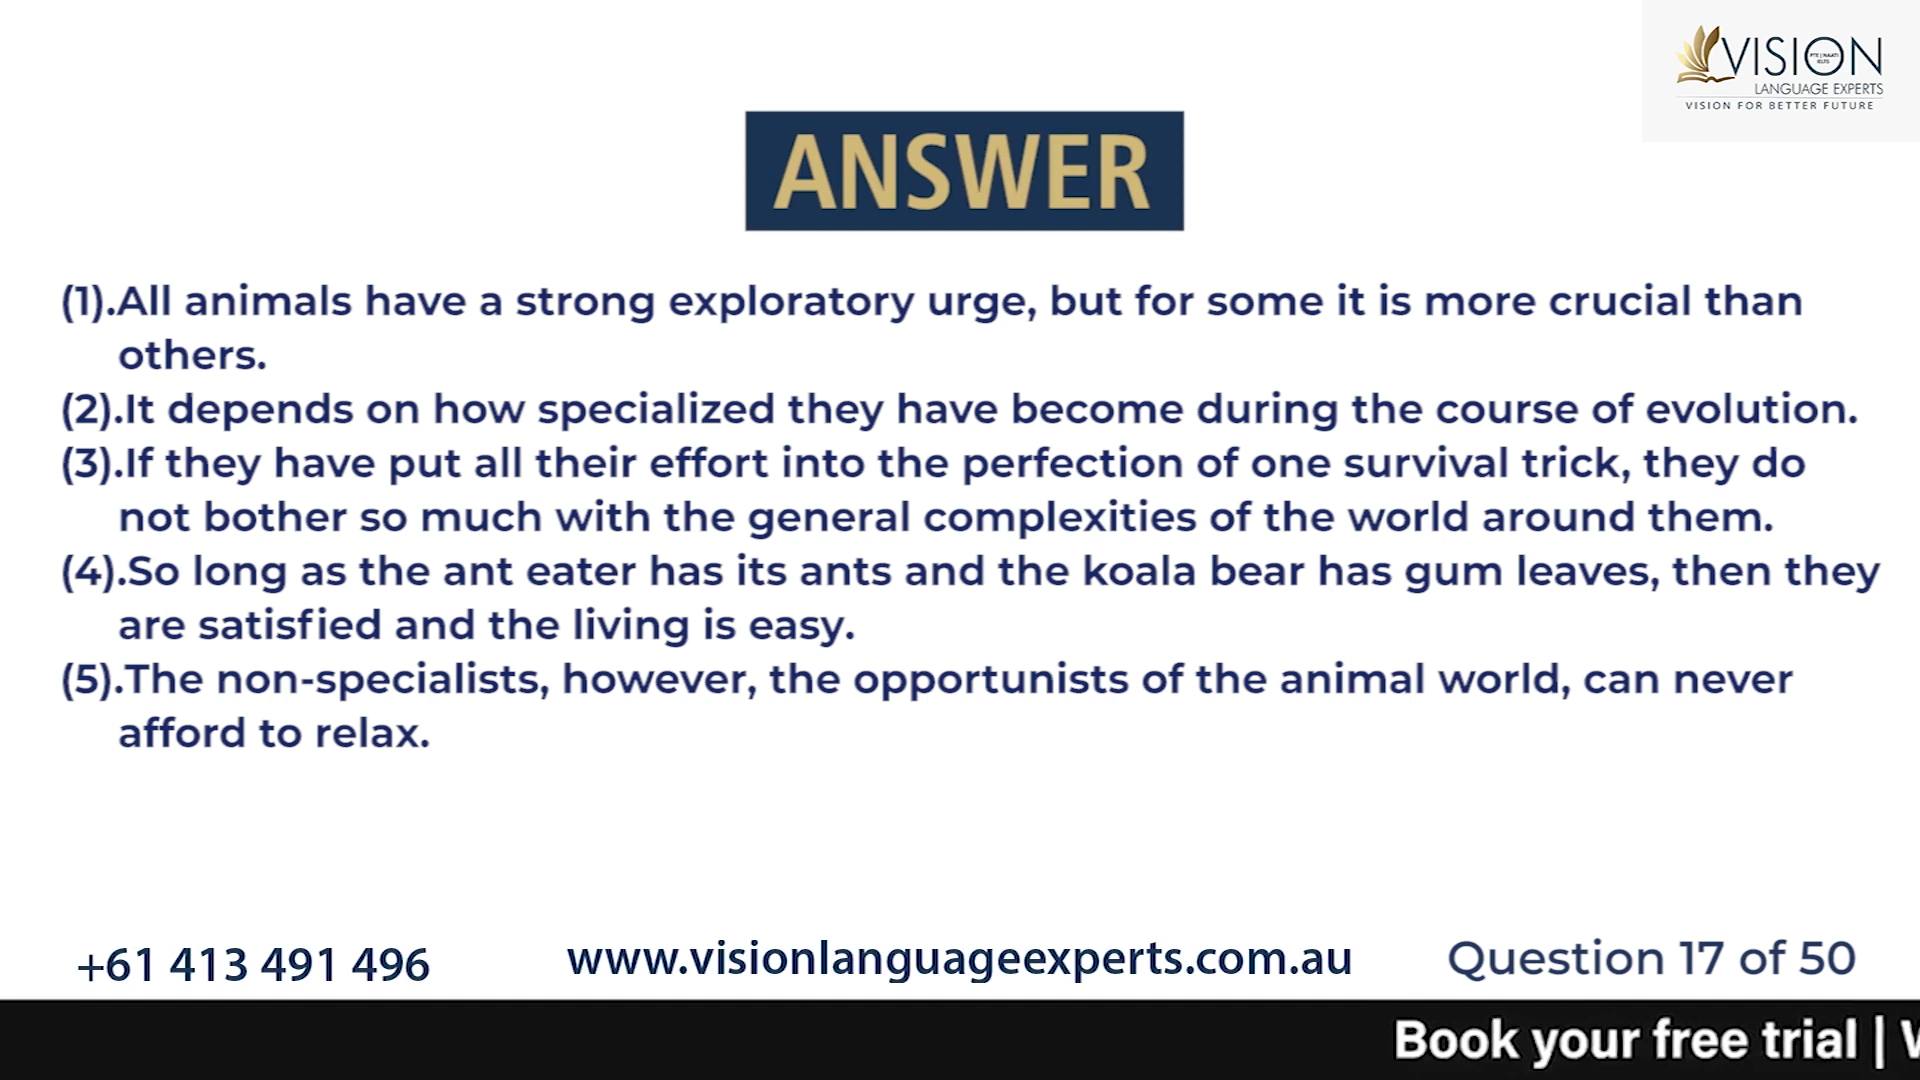 VISION
LANGUAGE EXPERTS
VISION FOR BETTER FUTURE
ANSWER
(1).All animals have a strong exploratory urge, but for some it is more crucial than
others.
(2).It depends on how specialized they have become during the course of evolution.
(3).If they have put all their effort into the perfection of one survival trick, they do
not bother so much with the general complexities of the world around them.
(4).So long as the ant eater has its ants and the koala bear has gum leaves, then they
are satisfied and the living is easy.
(5).The non-specialists, however, the opportunists of the animal world, can never
afford to relax.
+61 413 491 496
www.visionlanguageexperts.com.au
Question 17 of 50
Book your free trial |